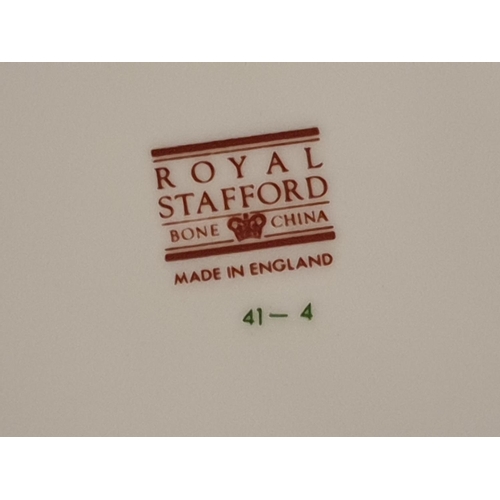 ROYAL
STAFFORD
BONE CHINA
MADE IN ENGLAND
41 — 4